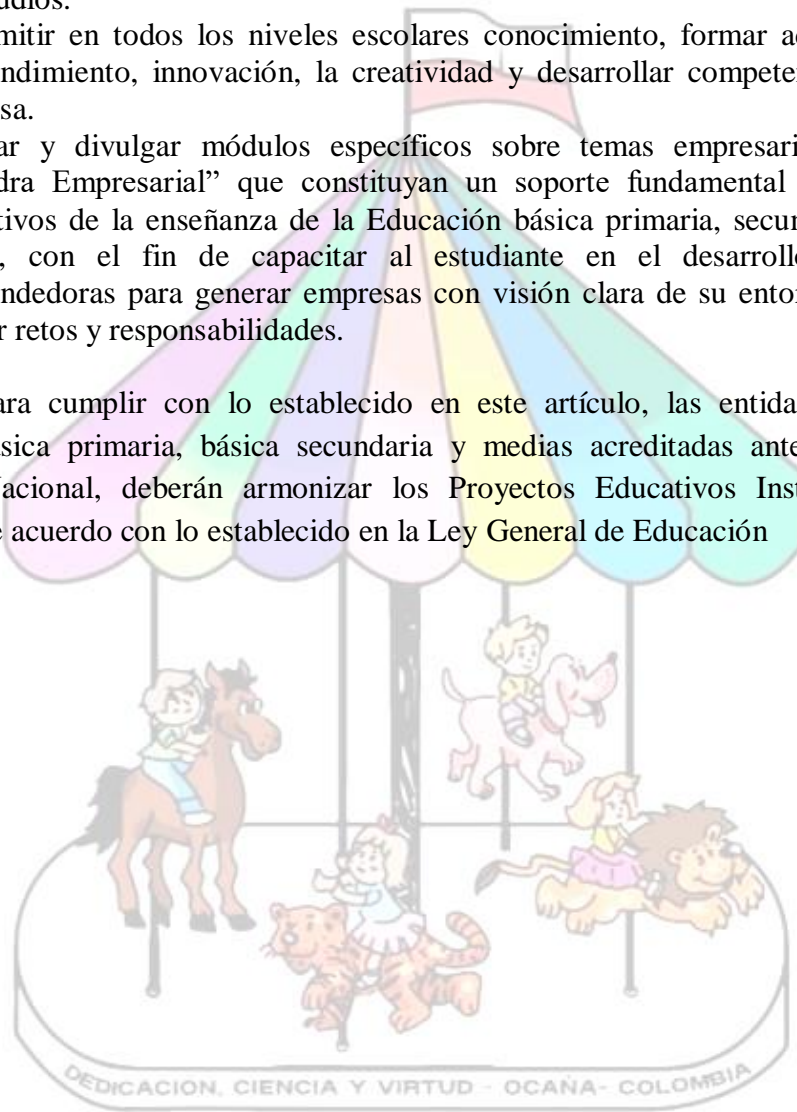 udios.
mitir en todos los niveles escolares conocimiento, formar ac
ndimiento, innovación, la creatividad y desarrollar competer
sa.
ar y divulgar módulos específicos sobre temas empresari
dra Empresarial” que constituyan un soporte fundamental
tivos de la enseñanza de la Educación básica primaria, secun
, con el fin de capacitar al estudiante en el desarrollo
ndedoras para generar empresas con visión clara de su entor
r retos y responsabilidades.
ara cumplir con lo establecido en este artículo, las entida
ásica primaria, básica secundaria y medias acreditadas ante
Nacional, deberán armonizar los Proyectos Educativos Inst
e acuerdo con lo establecido en la Ley General de Educación
DEDICACION, CIENCIA Y VIRTUD - OCAÑA- COLOMBIA